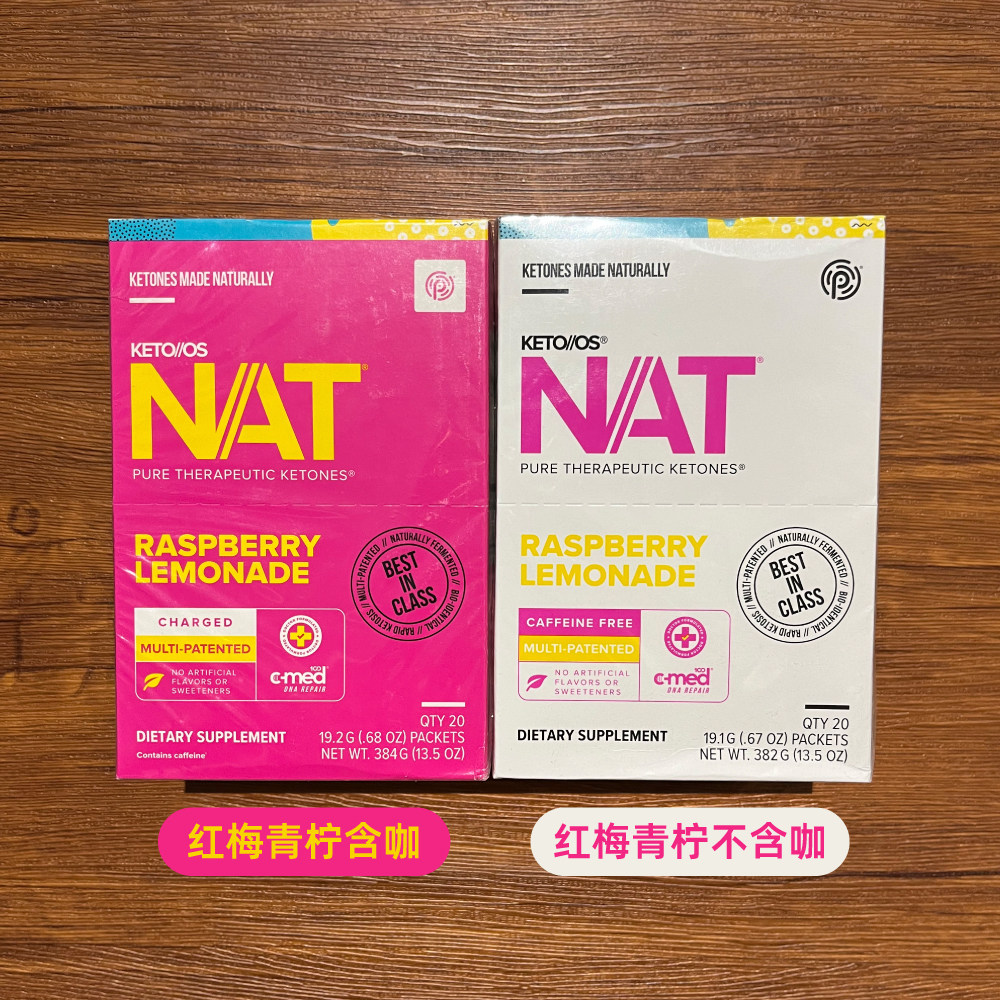 KETONES MADE NATURALLY
KETO//OS
NAT®
PURE THERAPEUTIC KETONES®
RASPBERRY
LEMONADE
MULTI-PATENTED // NATURALLY FERMENTED // BIO-IDENTICAL // RAPID KETOSIS //
BEST
IN
CLASS
CHARGED
MULTI-PATENTED
NO ARTIFICIAL
FLAVORS OR
SWEETENERS
c-med100
DNA REPAIR
QTY 20
19.2 G (.68 OZ) PACKETS
NET WT. 384 G (13.5 OZ)
DIETARY SUPPLEMENT
Contains caffeine
KETONES MADE NATURALLY
KETO//OS®
NAT®
PURE THERAPEUTIC KETONES®
RASPBERRY
LEMONADE
MULTI-PATENTED // NATURALLY FERMENTED // BIO-IDENTICAL // RAPID KETOSIS //
BEST
IN
CLASS
CAFFEINE FREE
MULTI-PATENTED
NO ARTIFICIAL
FLAVORS OR
SWEETENERS
c-med100
DNA REPAIR
QTY 20
19.1 G (.67 OZ) PACKETS
NET WT. 382 G (13.5 OZ)
DIETARY SUPPLEMENT
红梅青柠含咖
红梅青柠不含咖